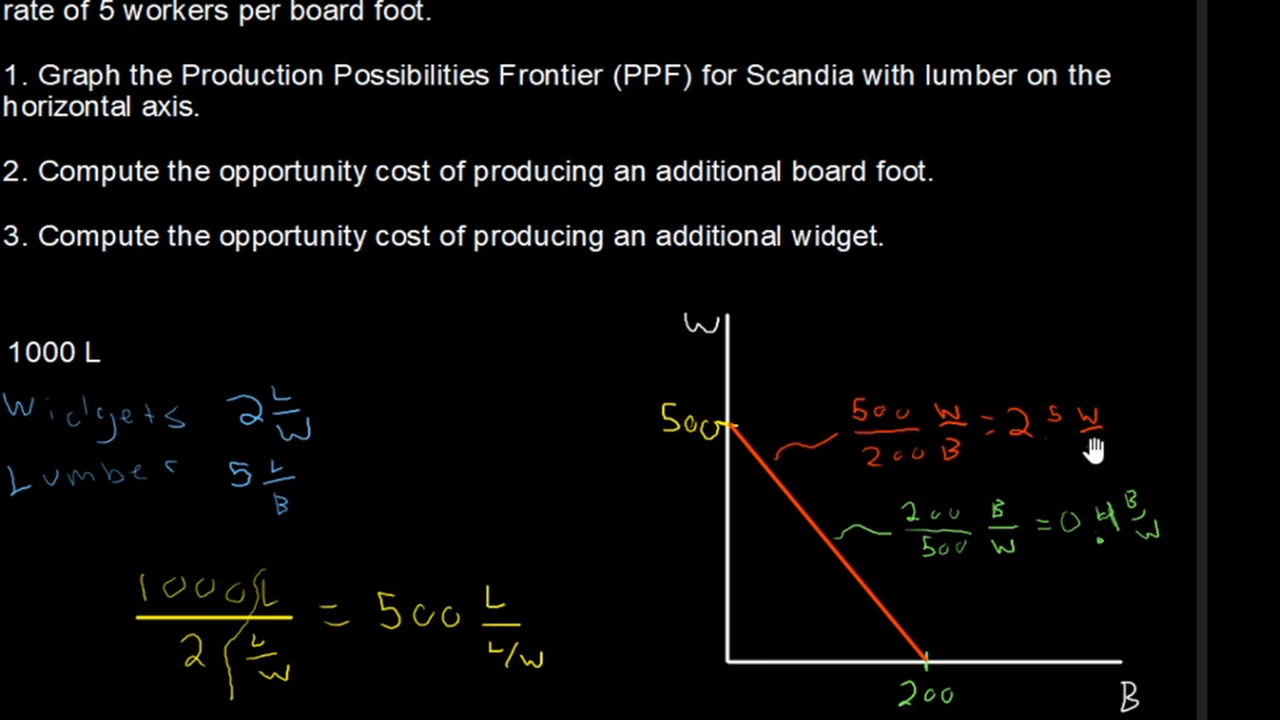 rate of 5 workers per board foot.
1. Graph the Production Possibilities Frontier (PPF) for Scandia with lumber on the
horizontal axis.
2. Compute the opportunity cost of producing an additional board foot.
3. Compute the opportunity cost of producing an additional widget.
1000 L
Widgets 2 L/W
Lumber 5 L/B
1000 L / 2 L/W = 500 L / L/W
W
500
500 W / 200 B = 2.5 W
200 B / 500 W = 0.4 B/W
200
B